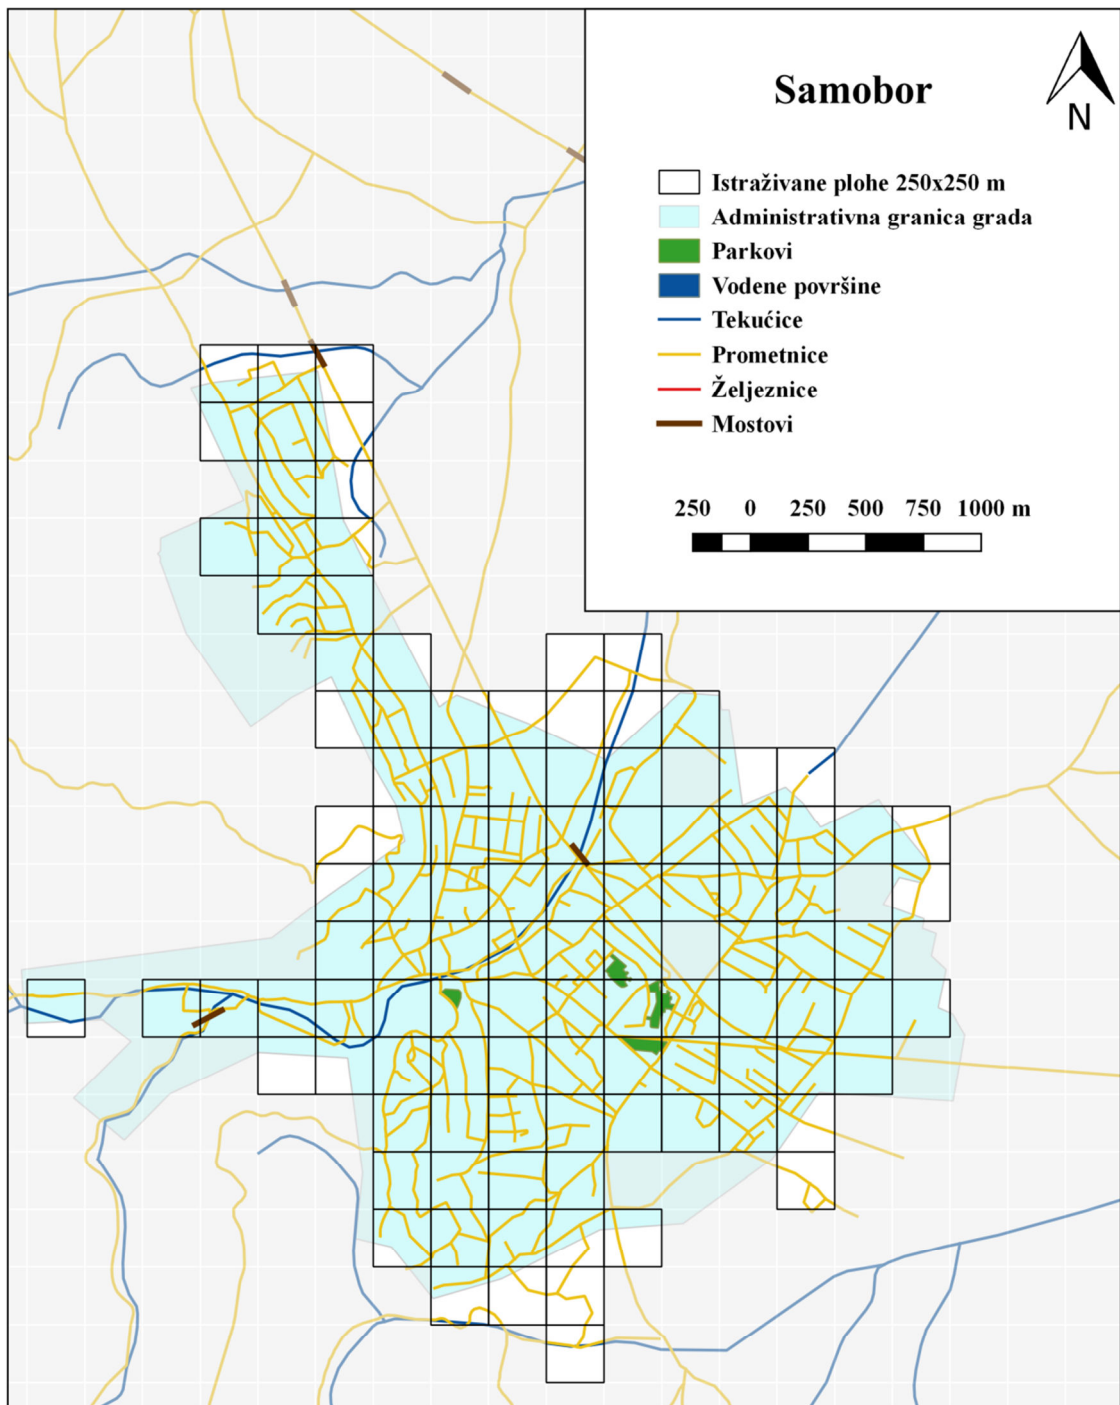 Samobor
N
Istraživane plohe 250x250 m
Administrativna granica grada
Parkovi
Vodene površine
Tekućice
Prometnice
Željeznice
Mostovi
250 0 250 500 750 1000 m